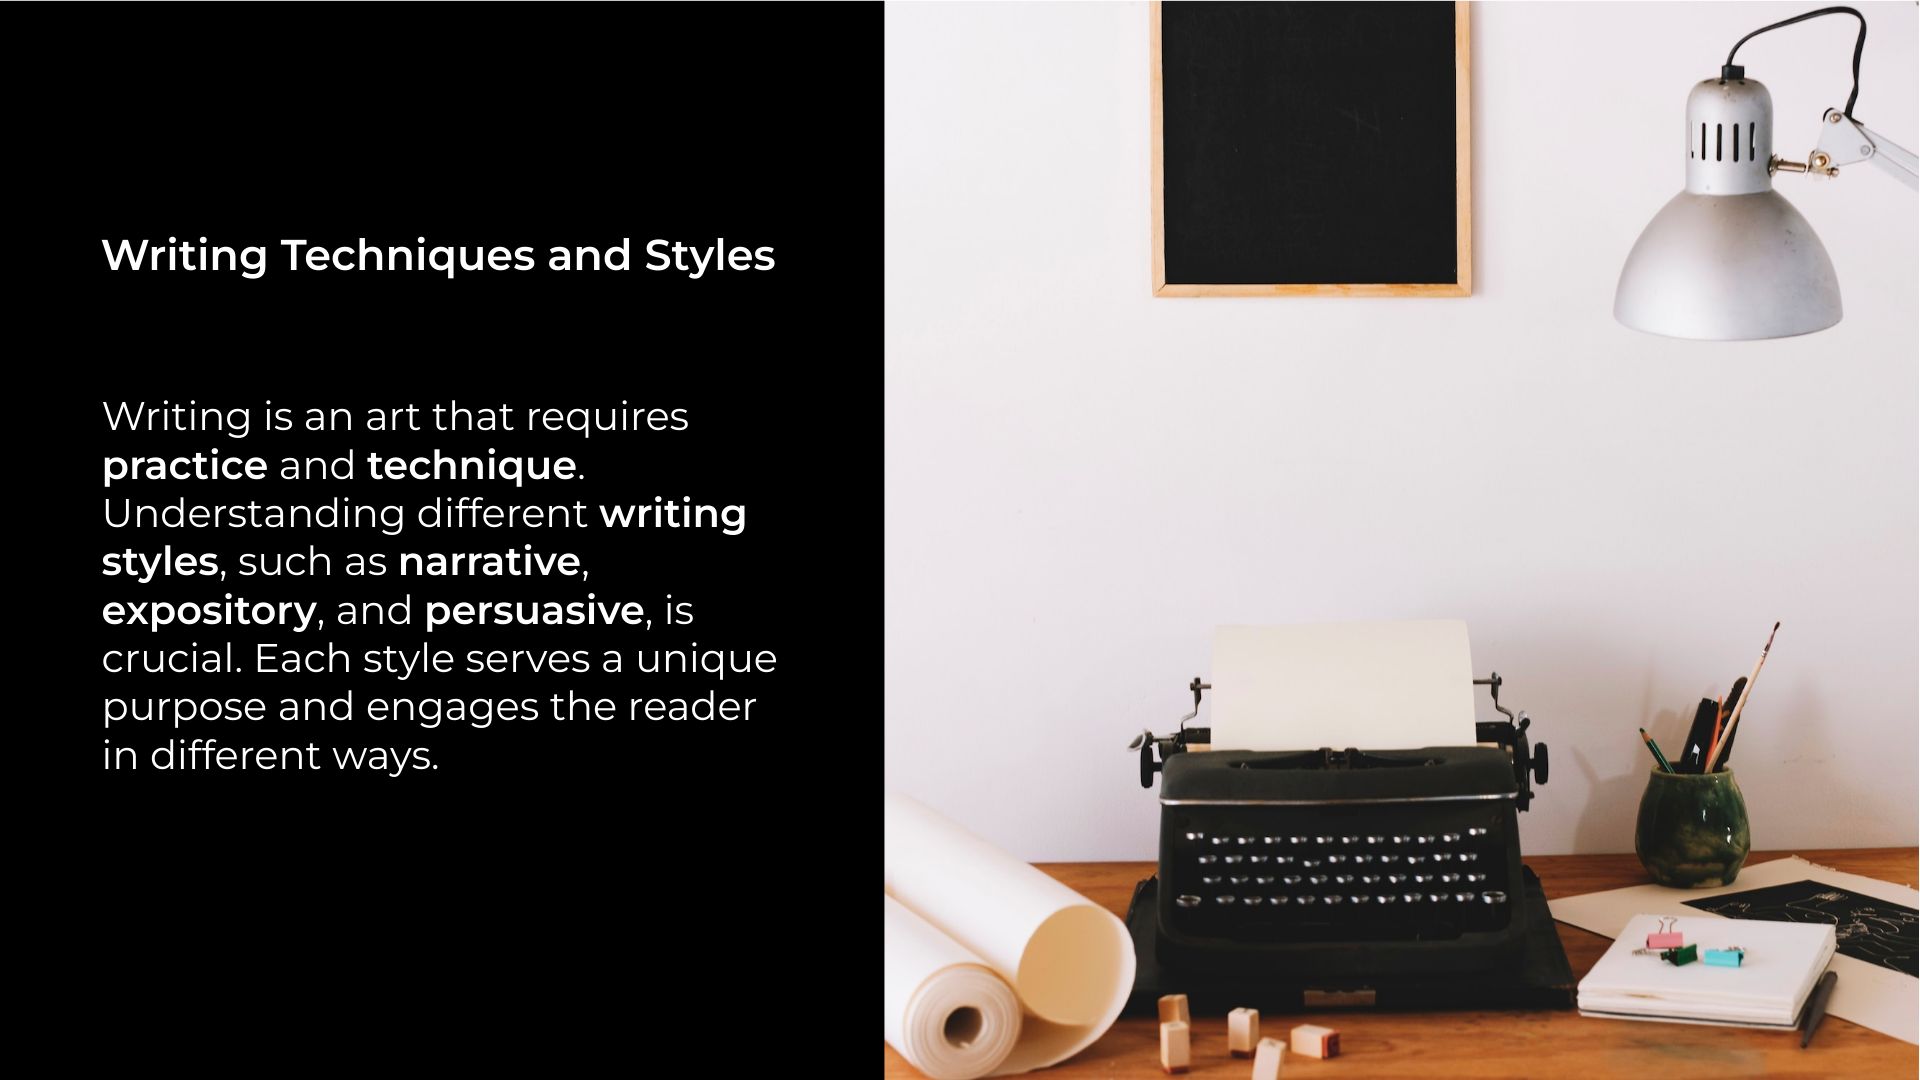 Writing Techniques and Styles
Writing is an art that requires
practice and technique.
Understanding different writing
styles, such as narrative,
expository, and persuasive, is
crucial. Each style serves a unique
purpose and engages the reader
in different ways.